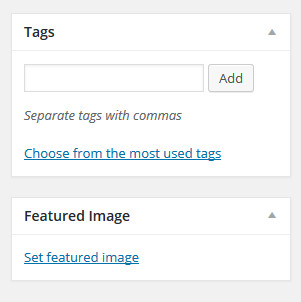 Tags
Add
Separate tags with commas
Choose from the most used tags
Featured Image
Set featured image